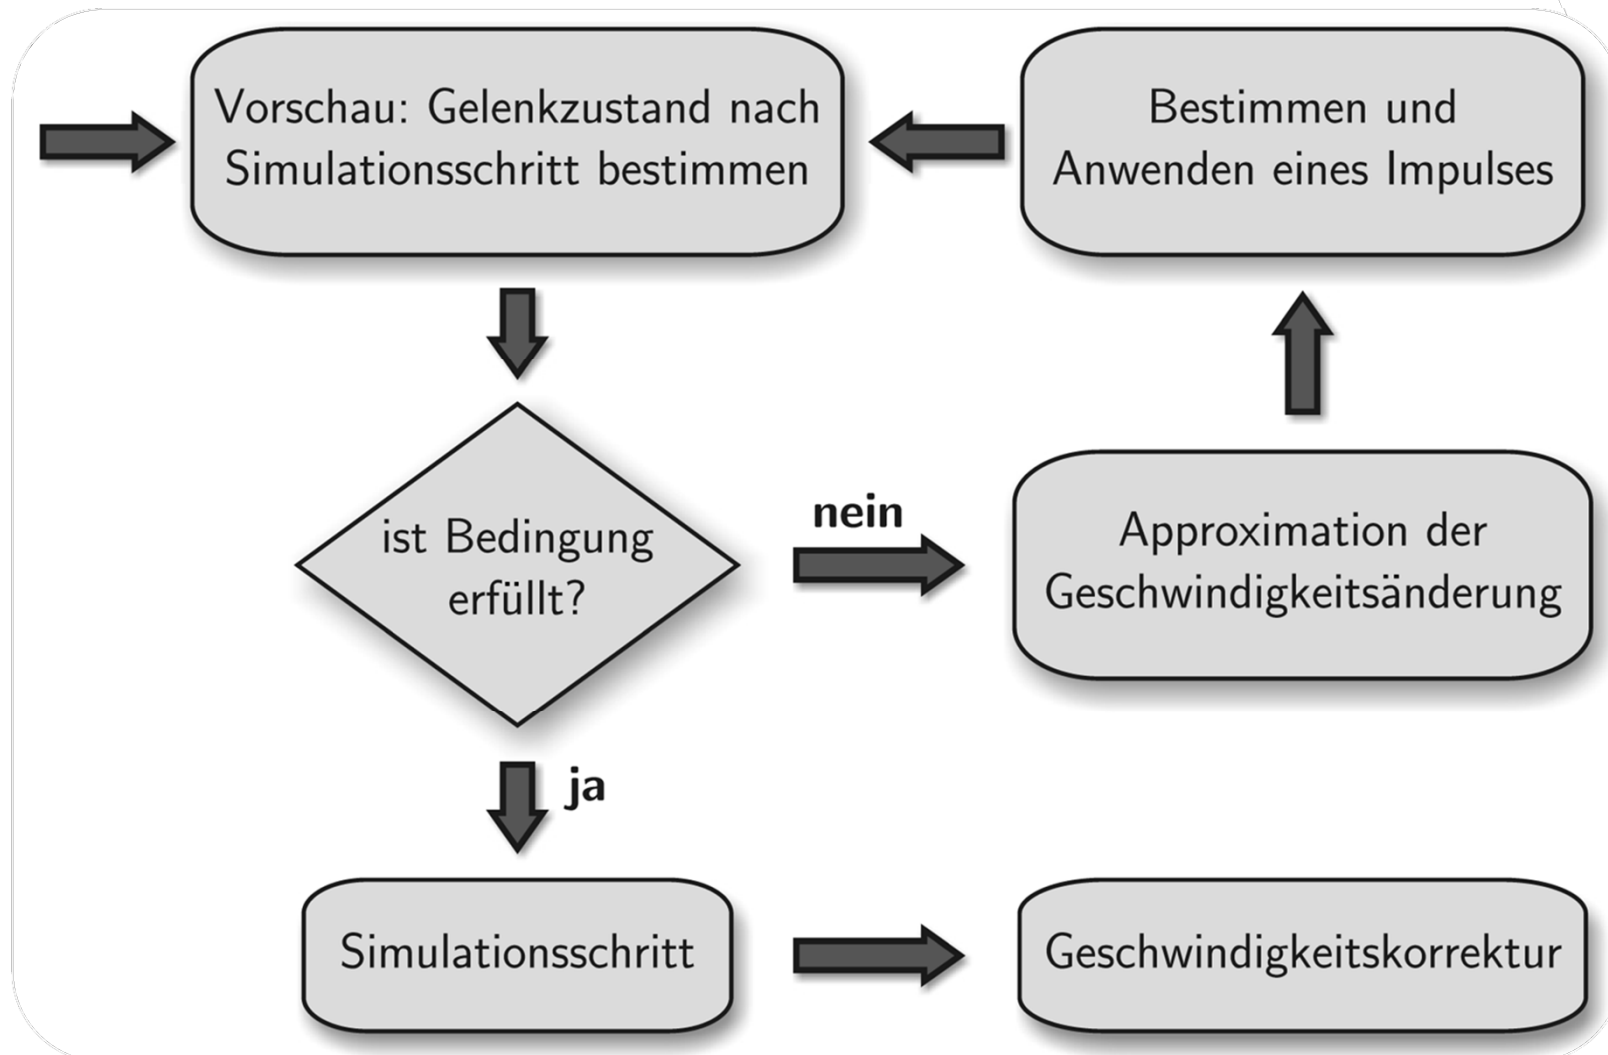 Vorschau: Gelenkzustand nach
Simulationsschritt bestimmen
Bestimmen und
Anwenden eines Impulses
ist Bedingung
erfüllt?
nein
Approximation der
Geschwindigkeitsänderung
ja
Simulationsschritt
Geschwindigkeitskorrektur